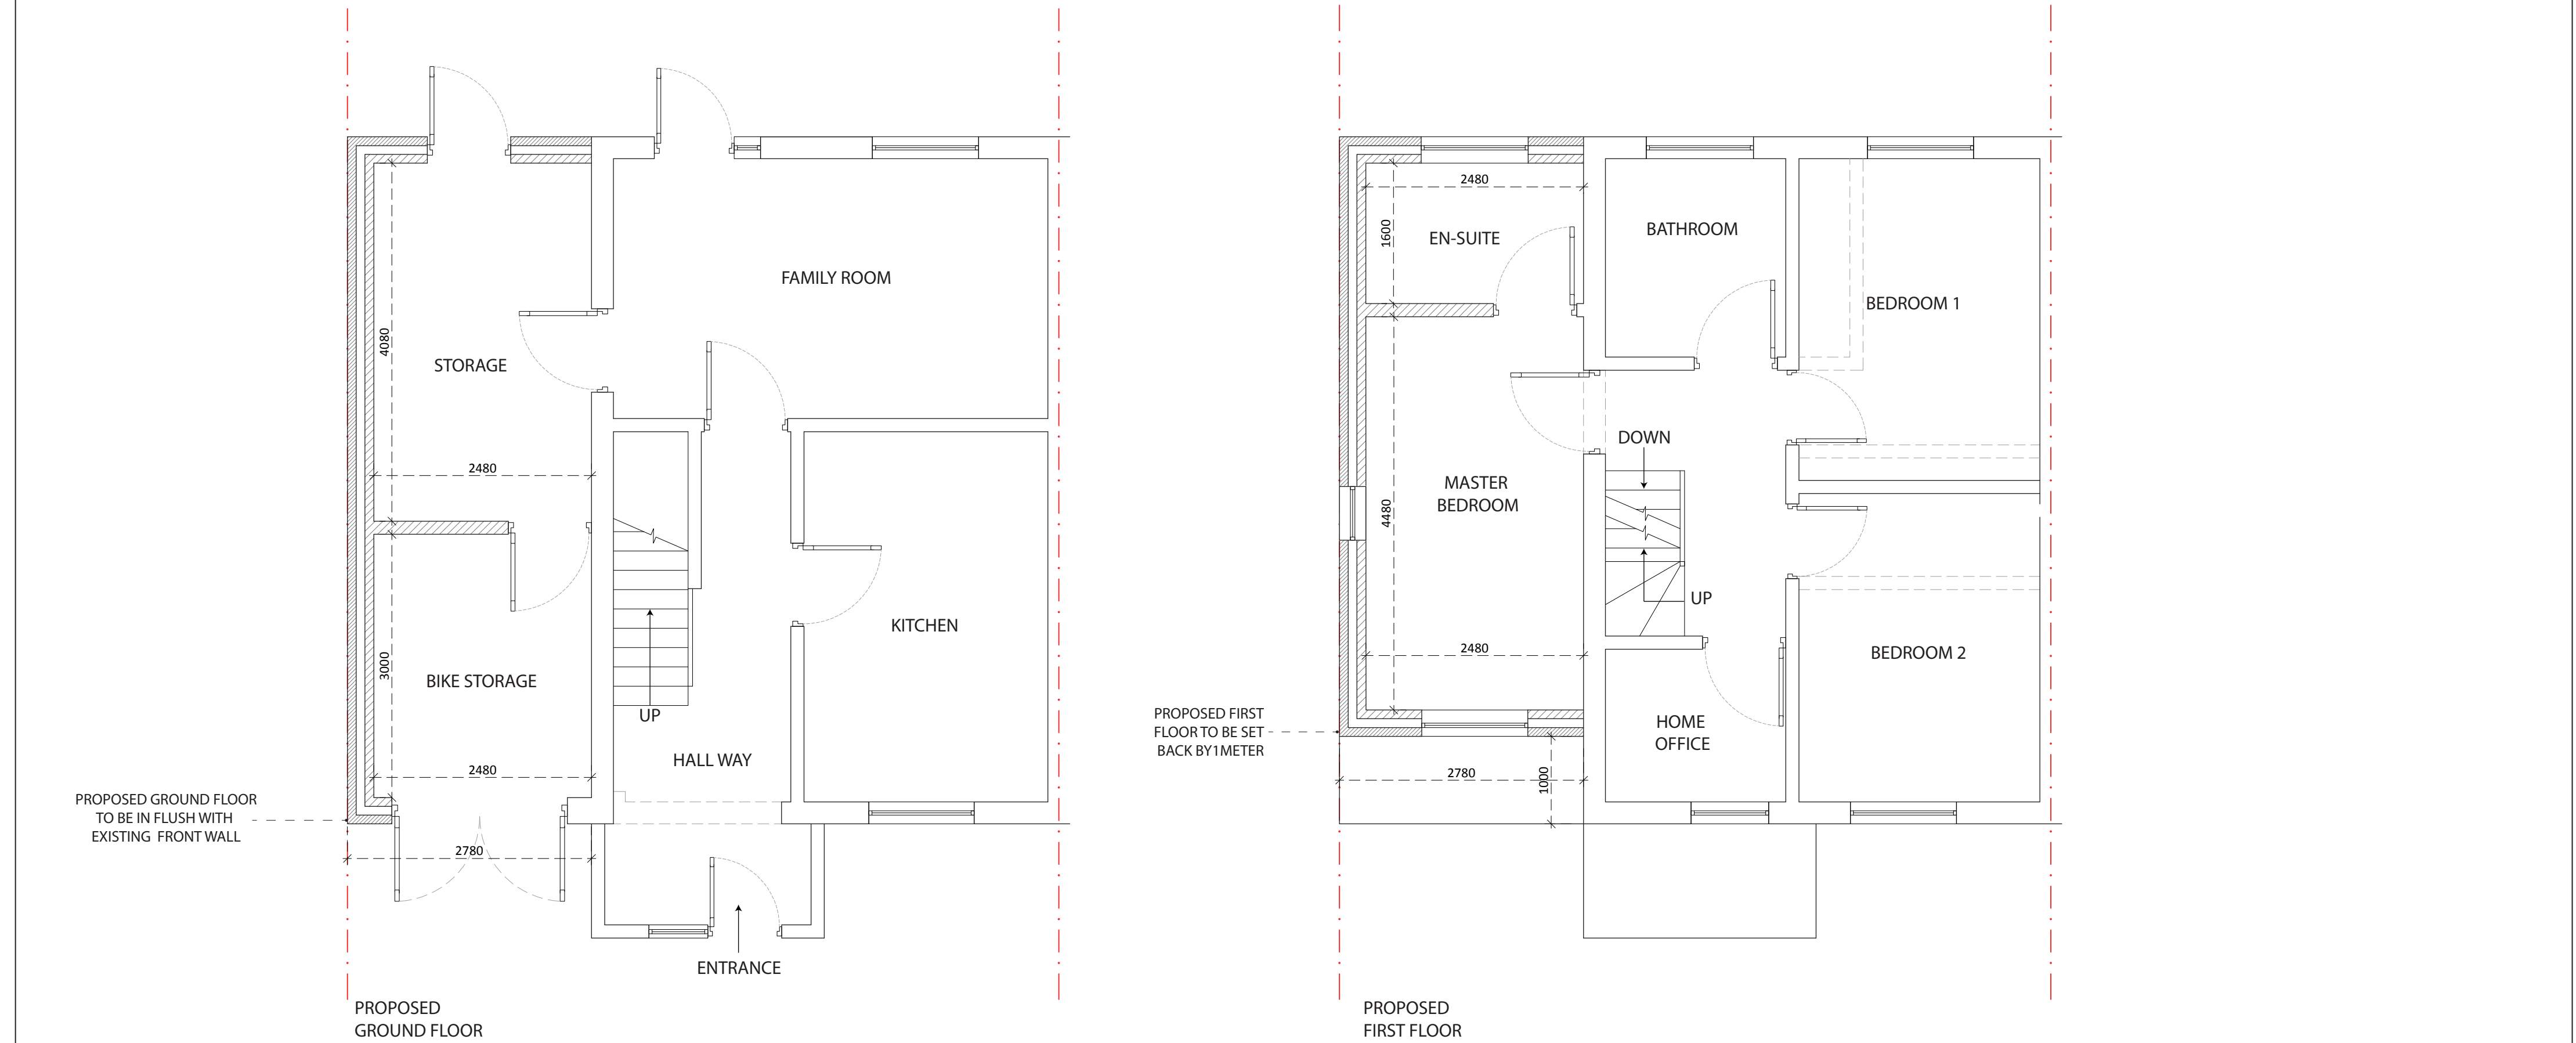 FAMILY ROOM
4080
STORAGE
2480
KITCHEN
3000
BIKE STORAGE
UP
HALL WAY
2480
PROPOSED GROUND FLOOR
TO BE IN FLUSH WITH
EXISTING FRONT WALL
2780
ENTRANCE
PROPOSED
GROUND FLOOR
2480
1600
EN-SUITE
BATHROOM
BEDROOM 1
DOWN
MASTER
BEDROOM
4480
UP
2480
BEDROOM 2
PROPOSED FIRST
FLOOR TO BE SET
BACK BY1METER
HOME
OFFICE
2780
1000
PROPOSED
FIRST FLOOR